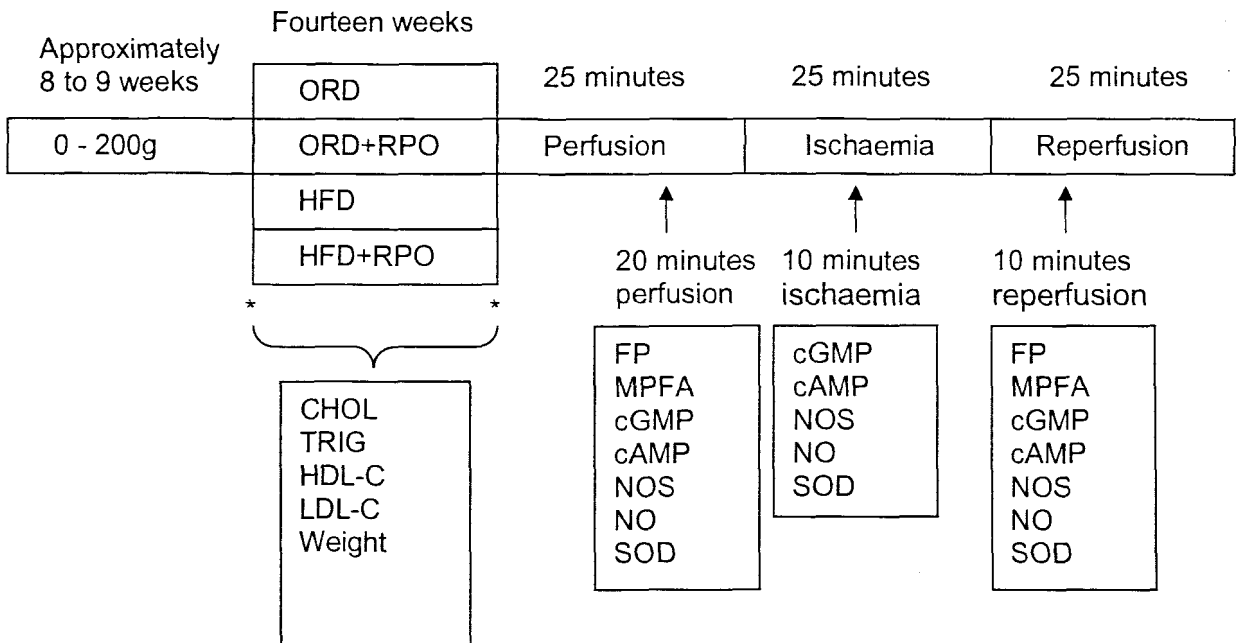 Fourteen weeks
Approximately
8 to 9 weeks
25 minutes
25 minutes
25 minutes
ORD
0 - 200g
ORD+RPO
Perfusion
Ischaemia
Reperfusion
HFD
HFD+RPO
*
*
20 minutes
perfusion
10 minutes
ischaemia
10 minutes
reperfusion
CHOL
TRIG
HDL-C
LDL-C
Weight
FP
MPFA
cGMP
cAMP
NOS
NO
SOD
cGMP
cAMP
NOS
NO
SOD
FP
MPFA
cGMP
cAMP
NOS
NO
SOD